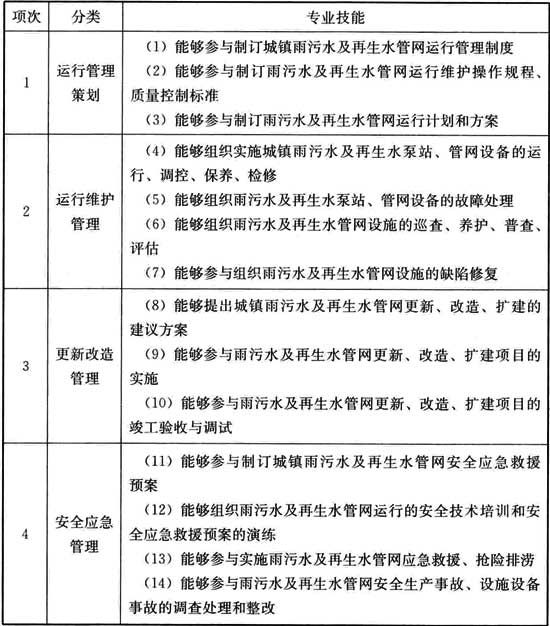 项次 分类 专业技能
1
运行管理
策划
(1) 能够参与制订城镇雨污水及再生水管网运行管理制度
(2) 能够参与制订雨污水及再生水管网运行维护操作规程、
质量控制标准
(3) 能够参与制订雨污水及再生水管网运行计划和方案
2
运行维护
管理
(4) 能够组织实施城镇雨污水及再生水泵站、管网设备的运
行、调控、保养、检修
(5) 能够组织雨污水及再生水泵站、管网设备的故障处理
(6) 能够组织雨污水及再生水管网设施的巡查、养护、普查、
评估
(7) 能够参与组织雨污水及再生水管网设施的缺陷修复
3
更新改造
管理
(8) 能够提出城镇雨污水及再生水管网更新、改造、扩建的
建议方案
(9) 能够参与雨污水及再生水管网更新、改造、扩建项目的
实施
(10) 能够参与雨污水及再生水管网更新、改造、扩建项目的
竣工验收与调试
4
安全应急
管理
(11) 能够参与制订城镇雨污水及再生水管网安全应急救援
预案
(12) 能够组织雨污水及再生水管网运行的安全技术培训和安
全应急救援预案的演练
(13) 能够参与实施雨污水及再生水管网应急救援、抢险排涝
(14) 能够参与雨污水及再生水管网安全生产事故、设施设备
事故的调查处理和整改